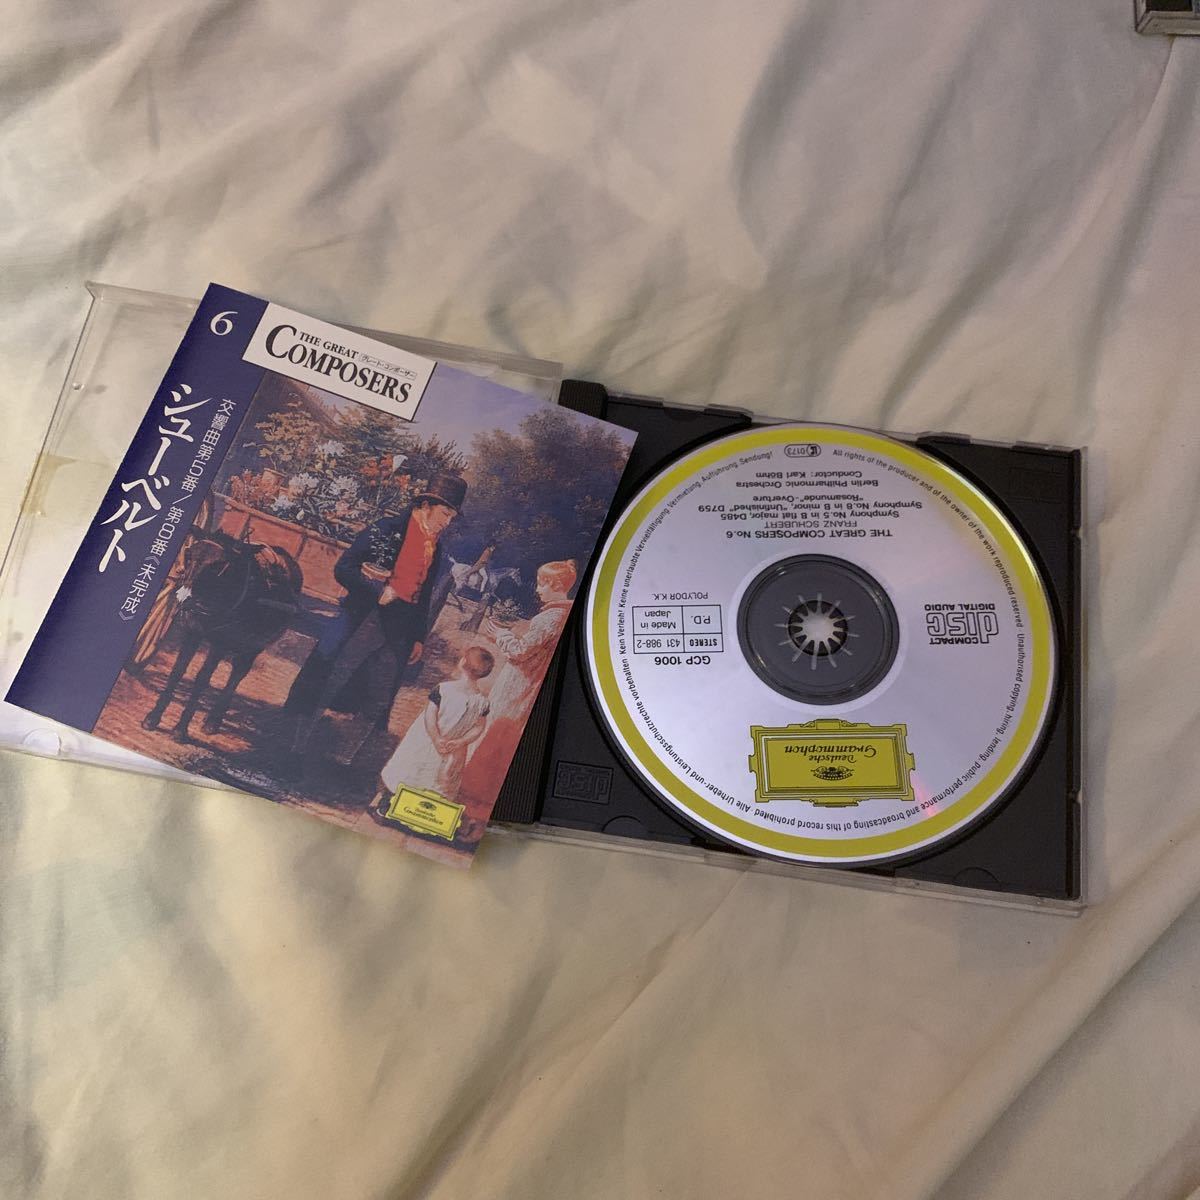 6
THE GREAT
COMPOSERS
グレート・コンポーザー
シューベルト
交響曲第5番/第8番《未完成》
Deutsche
Grammophon
THE GREAT COMPOSERS No.6
FRANZ SCHUBERT
Symphony No.5 in B flat major, D485
Symphony No.8 in B minor, "Unfinished" D759
"Rosamunde"-Overture
Berlin Philharmonic Orchestra
Conductor: Karl Böhm
POLYDOR K.K.
P.D.
Made in
Japan
STEREO
431 988-2
GCP 1006
COMPACT
disc
DIGITAL AUDIO
Deutsche
Grammophon
Alle Urheber-und Leistungsschutzrechte vorbehalten. Kein Verleih! Keine unerlaubte Vervielfältigung, Vermietung, Aufführung, Sendung!
D173
All rights of the producer and of the owner of the work reproduced reserved. Unauthorised copying, hiring, lending, public performance and broadcasting of this record prohibited.
COMPACT
disc